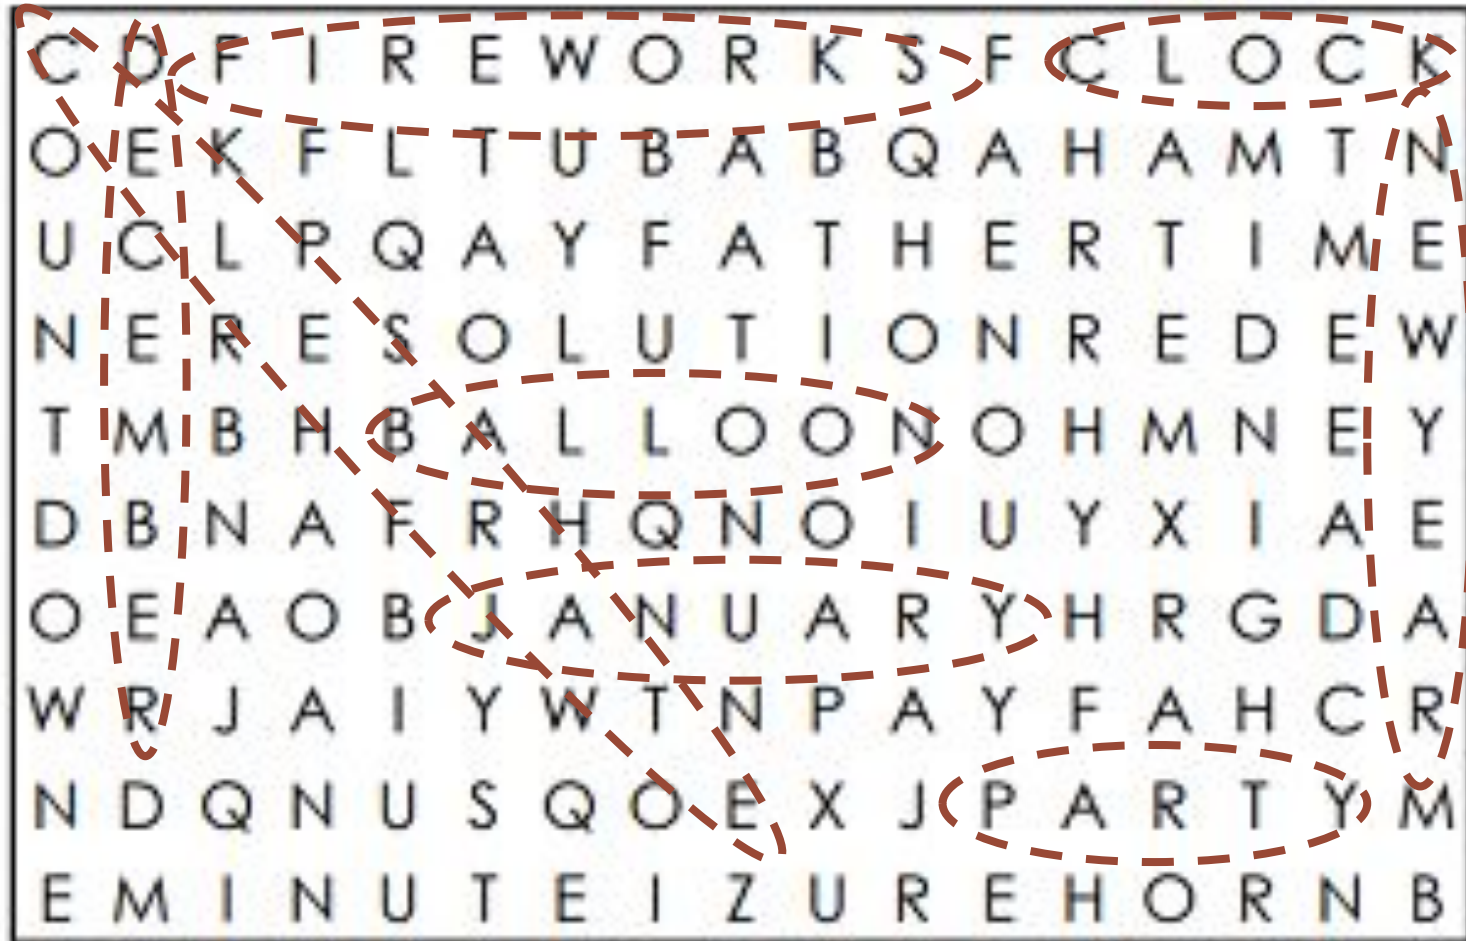 C D F I R E W O R K S F C L O C K
O E K F L T U B A B Q A H A M T N
U C L P Q A Y F A T H E R T I M E
N E R E S O L U T I O N R E D E W
T M B H B A L L O O N O H M N E Y
D B N A F R H Q N O I U Y X I A E
O E A O B J A N U A R Y H R G D A
W R J A I Y W T N P A Y F A H C R
N D Q N U S Q O E X J P A R T Y M
E M I N U T E I Z U R E H O R N B